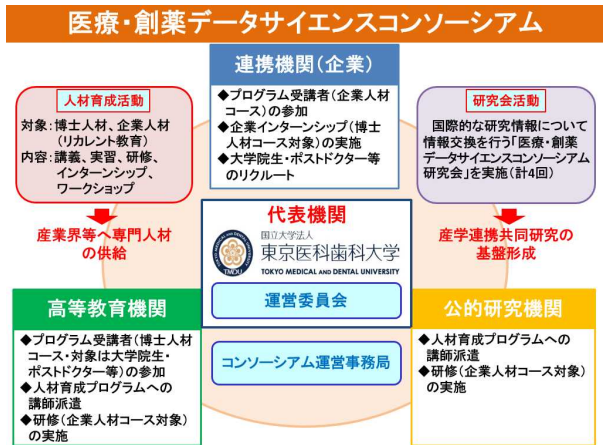 医療・創薬データサイエンスコンソーシアム
連携機関(企業)
◆プログラム受講者(企業人材
コース)の参加
◆企業インターンシップ(博士
人材コース対象)の実施
◆大学院生・ポストドクター等
のリクルート
人材育成活動
対象:博士人材、企業人材
(リカレント教育)
内容:講義、実習、研修、
インターンシップ、
ワークショップ
産業界等へ専門人材
の供給
研究会活動
国際的な研究情報について
情報交換を行う「医療・創薬
データサイエンスコンソーシアム
研究会」を実施(計4回)
産学連携共同研究の
基盤形成
代表機関
国立大学法人
東京医科歯科大学
TOKYO MEDICAL AND DENTAL UNIVERSITY
TMDU
運営委員会
コンソーシアム運営事務局
高等教育機関
◆プログラム受講者(博士人材
コース・対象は大学院生・
ポストドクター等)の参加
◆人材育成プログラムへの
講師派遣
◆研修(企業人材コース対象)
の実施
公的研究機関
◆人材育成プログラムへの
講師派遣
◆研修(企業人材コース対象)
の実施